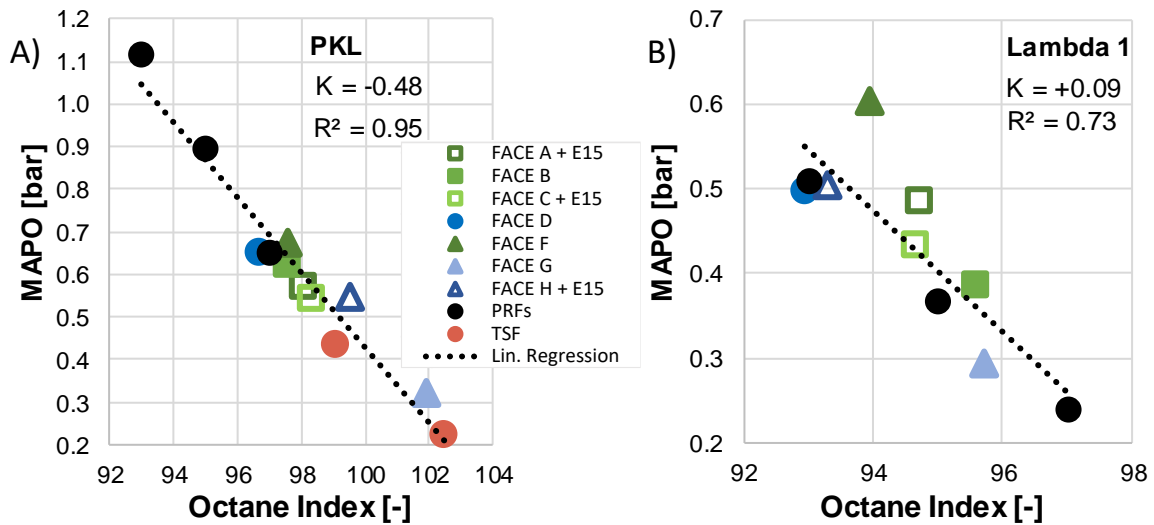 A)
PKL
K = -0.48
R² = 0.95
MAPO [bar]
1.2
1.1
1.0
0.9
0.8
0.7
0.6
0.5
0.4
0.3
0.2
92 94 96 98 100 102 104
Octane Index [-]
FACE A + E15
FACE B
FACE C + E15
FACE D
FACE F
FACE G
FACE H + E15
PRFs
TSF
Lin. Regression
B)
Lambda 1
K = +0.09
R² = 0.73
MAPO [bar]
0.7
0.6
0.5
0.4
0.3
0.2
92 94 96 98
Octane Index [-]